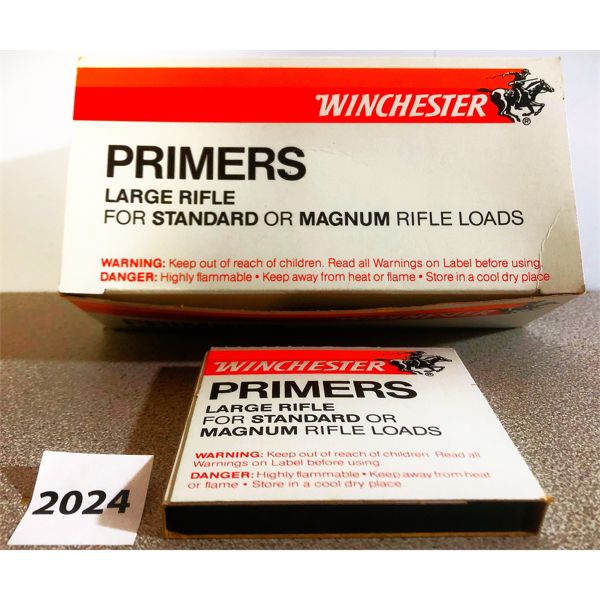 WINCHESTER
®
PRIMERS
LARGE RIFLE
FOR STANDARD OR MAGNUM RIFLE LOADS
WARNING: Keep out of reach of children. Read all Warnings on Label before using.
DANGER: Highly flammable • Keep away from heat or flame • Store in a cool dry place
WINCHESTER
®
PRIMERS
LARGE RIFLE
FOR STANDARD OR
MAGNUM RIFLE LOADS
WARNING: Keep out of reach of children. Read all
Warnings on Label before using.
DANGER: Highly flammable • Keep away from heat
or flame • Store in a cool dry place.
2024